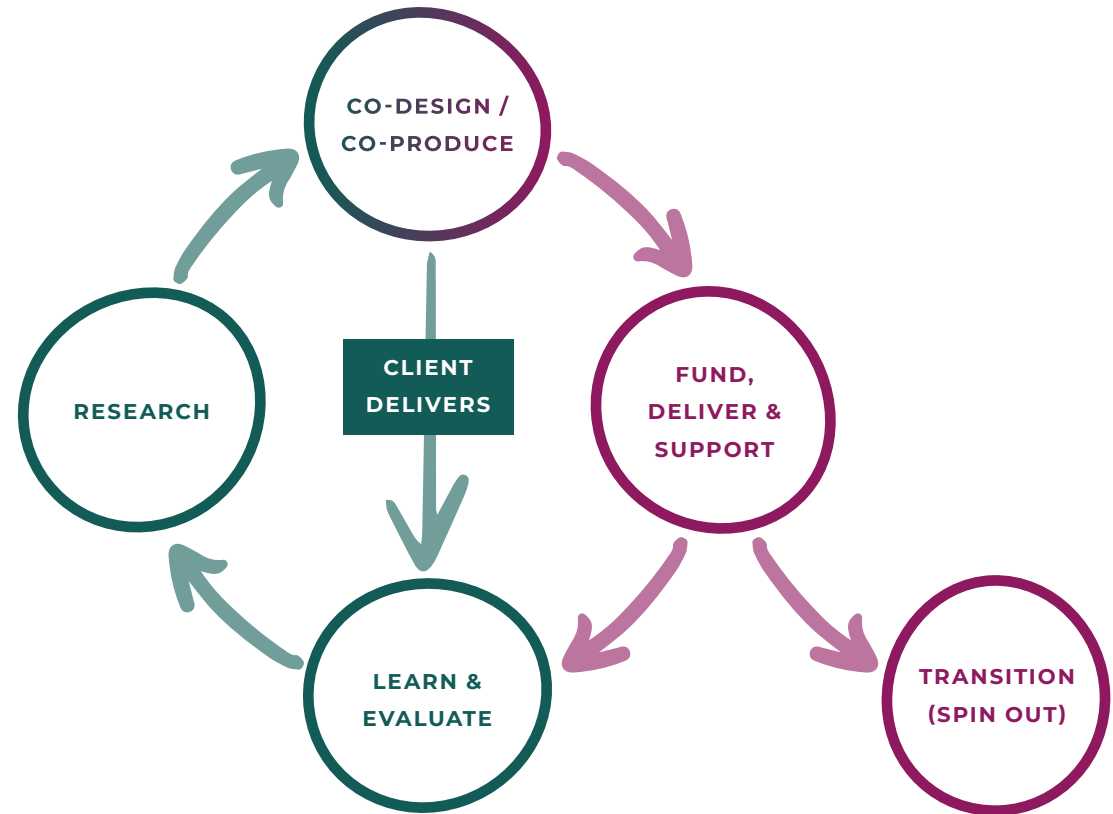 CO-DESIGN /
CO-PRODUCE
CLIENT
DELIVERS
RESEARCH
FUND,
DELIVER &
SUPPORT
LEARN &
EVALUATE
TRANSITION
(SPIN OUT)